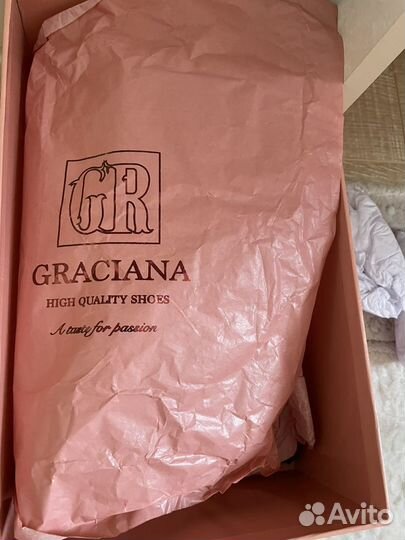 GR
GRACIANA
HIGH QUALITY SHOES
A taste for passion
Avito